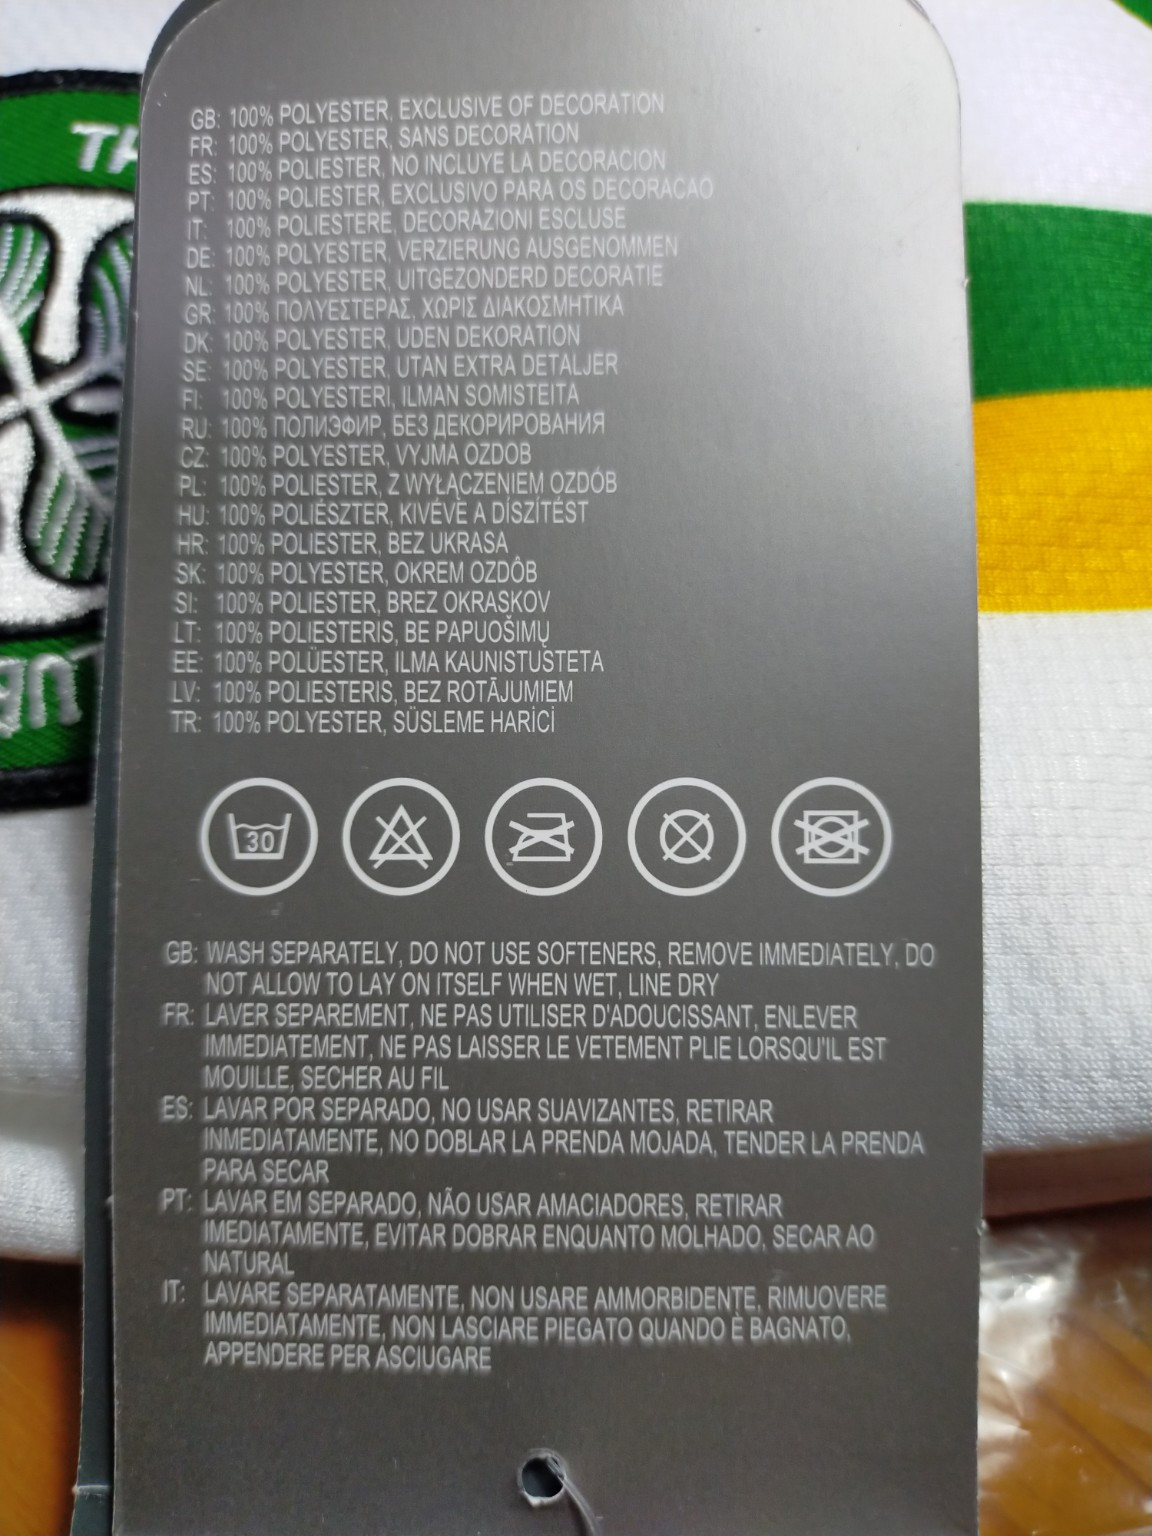 TH
GB: 100% POLYESTER, EXCLUSIVE OF DECORATION
FR: 100% POLYESTER, SANS DECORATION
ES: 100% POLIESTER, NO INCLUYE LA DECORACION
PT: 100% POLIESTER, EXCLUSIVO PARA OS DECORACAO
IT: 100% POLIESTERE, DECORAZIONI ESCLUSE
DE: 100% POLYESTER, VERZIERUNG AUSGENOMMEN
NL: 100% POLYESTER, UITGEZONDERD DECORATIE
GR: 100% ΠΟΛΥΕΣΤΕΡΑΣ, ΧΩΡΙΣ ΔΙΑΚΟΣΜΗΤΙΚΑ
DK: 100% POLYESTER, UDEN DEKORATION
SE: 100% POLYESTER, UTAN EXTRA DETALJER
FI: 100% POLYESTERI, ILMAN SOMISTEITA
RU: 100% ПОЛИЭФИР, БЕЗ ДЕКОРИРОВАНИЯ
CZ: 100% POLYESTER, VYJMA OZDOB
PL: 100% POLIESTER, Z WYŁĄCZENIEM OZDÓB
HU: 100% POLIÉSZTER, KIVÉVE A DÍSZÍTÉST
HR: 100% POLIESTER, BEZ UKRASA
SK: 100% POLYESTER, OKREM OZDÔB
SI: 100% POLIESTER, BREZ OKRASKOV
LT: 100% POLIESTERIS, BE PAPUOŠIMŲ
EE: 100% POLÜESTER, ILMA KAUNISTUSTETA
LV: 100% POLIESTERIS, BEZ ROTĀJUMIEM
TR: 100% POLYESTER, SÜSLEME HARİCİ
30
GB: WASH SEPARATELY, DO NOT USE SOFTENERS, REMOVE IMMEDIATELY, DO
NOT ALLOW TO LAY ON ITSELF WHEN WET, LINE DRY
FR: LAVER SEPAREMENT, NE PAS UTILISER D'ADOUCISSANT, ENLEVER
IMMEDIATEMENT, NE PAS LAISSER LE VETEMENT PLIE LORSQU'IL EST
MOUILLE, SECHER AU FIL
ES: LAVAR POR SEPARADO, NO USAR SUAVIZANTES, RETIRAR
INMEDIATAMENTE, NO DOBLAR LA PRENDA MOJADA, TENDER LA PRENDA
PARA SECAR
PT: LAVAR EM SEPARADO, NÃO USAR AMACIADORES, RETIRAR
IMEDIATAMENTE, EVITAR DOBRAR ENQUANTO MOLHADO, SECAR AO
NATURAL
IT: LAVARE SEPARATAMENTE, NON USARE AMMORBIDENTE, RIMUOVERE
IMMEDIATAMENTE, NON LASCIARE PIEGATO QUANDO È BAGNATO,
APPENDERE PER ASCIUGARE